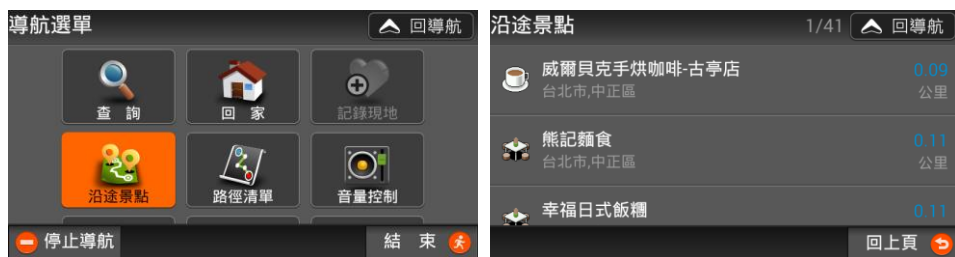 導航選單
回導航
查 詢
回 家
記錄現地
沿途景點
路徑清單
音量控制
停止導航
結 束
沿途景點
1/41
回導航
威爾貝克手烘咖啡-古亭店
0.09
台北市,中正區
公里
熊記麵食
0.11
台北市,中正區
公里
幸福日式飯糰
0.11
回上頁